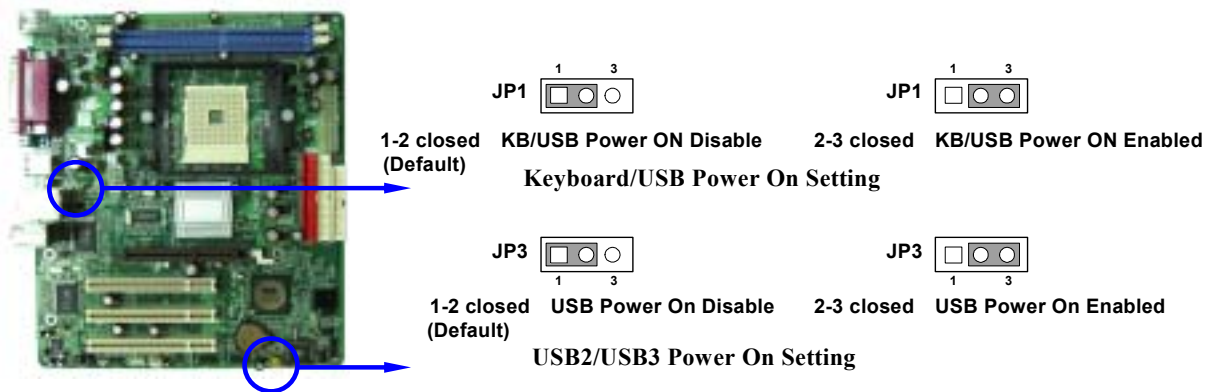 1 3
JP1
1-2 closed KB/USB Power ON Disable
(Default)
1 3
JP1
2-3 closed KB/USB Power ON Enabled
Keyboard/USB Power On Setting
JP3
1 3
1-2 closed USB Power On Disable
(Default)
JP3
1 3
2-3 closed USB Power On Enabled
USB2/USB3 Power On Setting